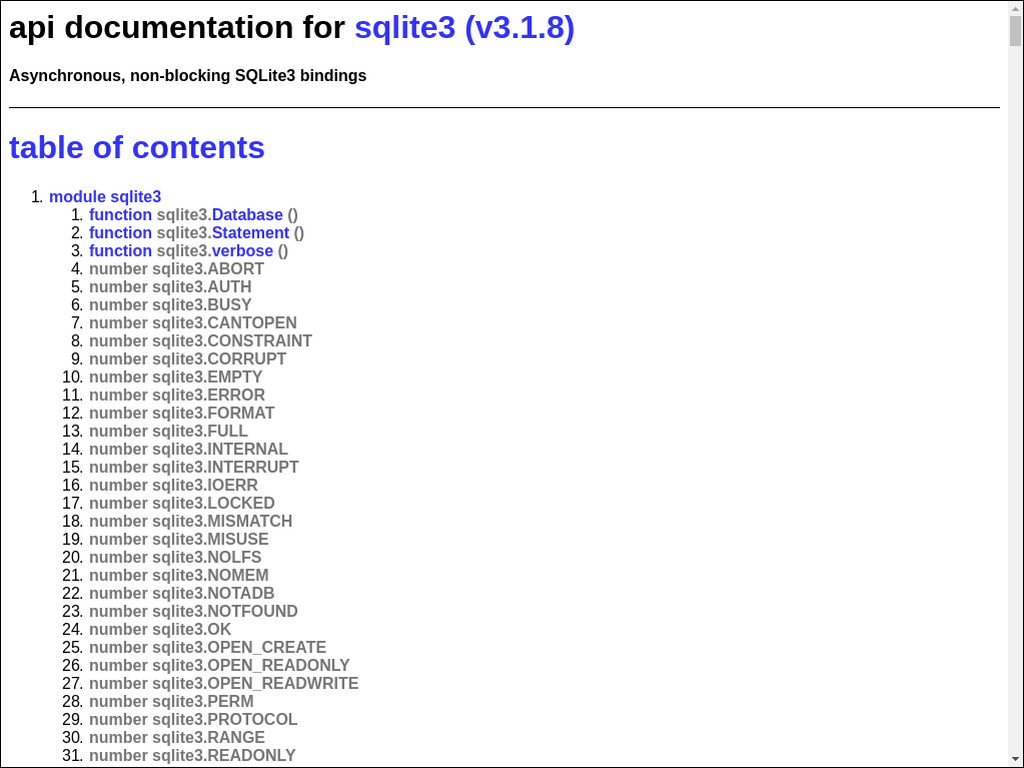 api documentation for sqlite3 (v3.1.8)
Asynchronous, non-blocking SQLite3 bindings
table of contents
1. module sqlite3
1. function sqlite3.Database ()
2. function sqlite3.Statement ()
3. function sqlite3.verbose ()
4. number sqlite3.ABORT
5. number sqlite3.AUTH
6. number sqlite3.BUSY
7. number sqlite3.CANTOPEN
8. number sqlite3.CONSTRAINT
9. number sqlite3.CORRUPT
10. number sqlite3.EMPTY
11. number sqlite3.ERROR
12. number sqlite3.FORMAT
13. number sqlite3.FULL
14. number sqlite3.INTERNAL
15. number sqlite3.INTERRUPT
16. number sqlite3.IOERR
17. number sqlite3.LOCKED
18. number sqlite3.MISMATCH
19. number sqlite3.MISUSE
20. number sqlite3.NOLFS
21. number sqlite3.NOMEM
22. number sqlite3.NOTADB
23. number sqlite3.NOTFOUND
24. number sqlite3.OK
25. number sqlite3.OPEN_CREATE
26. number sqlite3.OPEN_READONLY
27. number sqlite3.OPEN_READWRITE
28. number sqlite3.PERM
29. number sqlite3.PROTOCOL
30. number sqlite3.RANGE
31. number sqlite3.READONLY